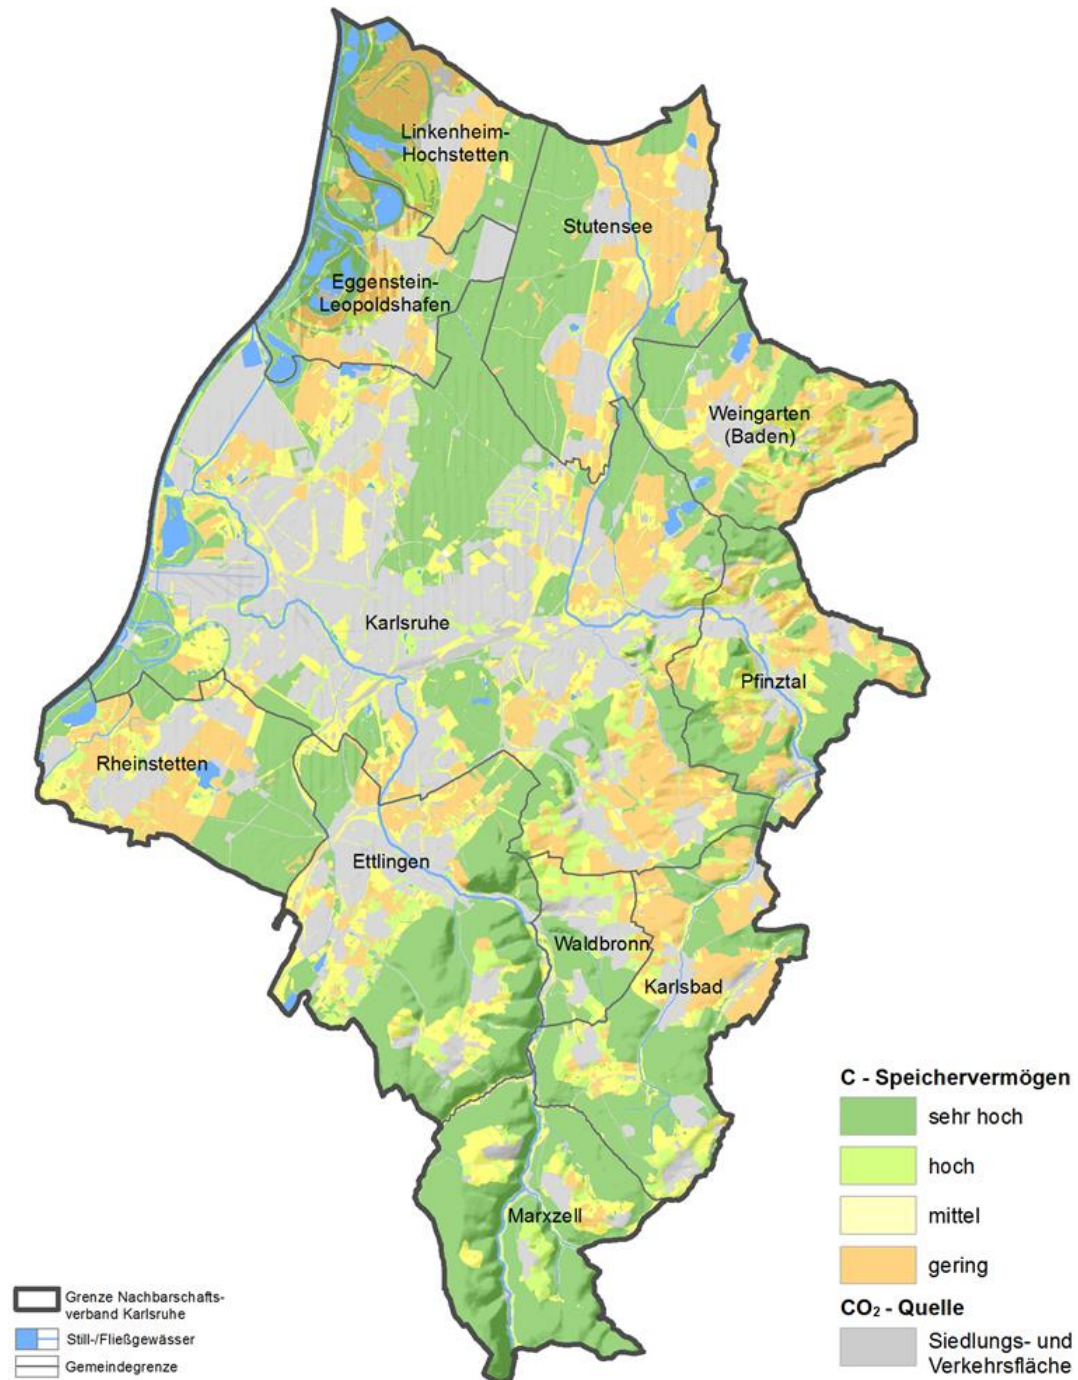 Linkenheim-
Hochstetten
Stutensee
Eggenstein-
Leopoldshafen
Weingarten
(Baden)
Karlsruhe
Pfinztal
Rheinstetten
Ettlingen
Waldbronn
Karlsbad
Marxzell
C - Speichervermögen
sehr hoch
hoch
mittel
gering
CO₂ - Quelle
Siedlungs- und
Verkehrsfläche
Grenze Nachbarschafts-
verband Karlsruhe
Still-/Fließgewässer
Gemeindegrenze